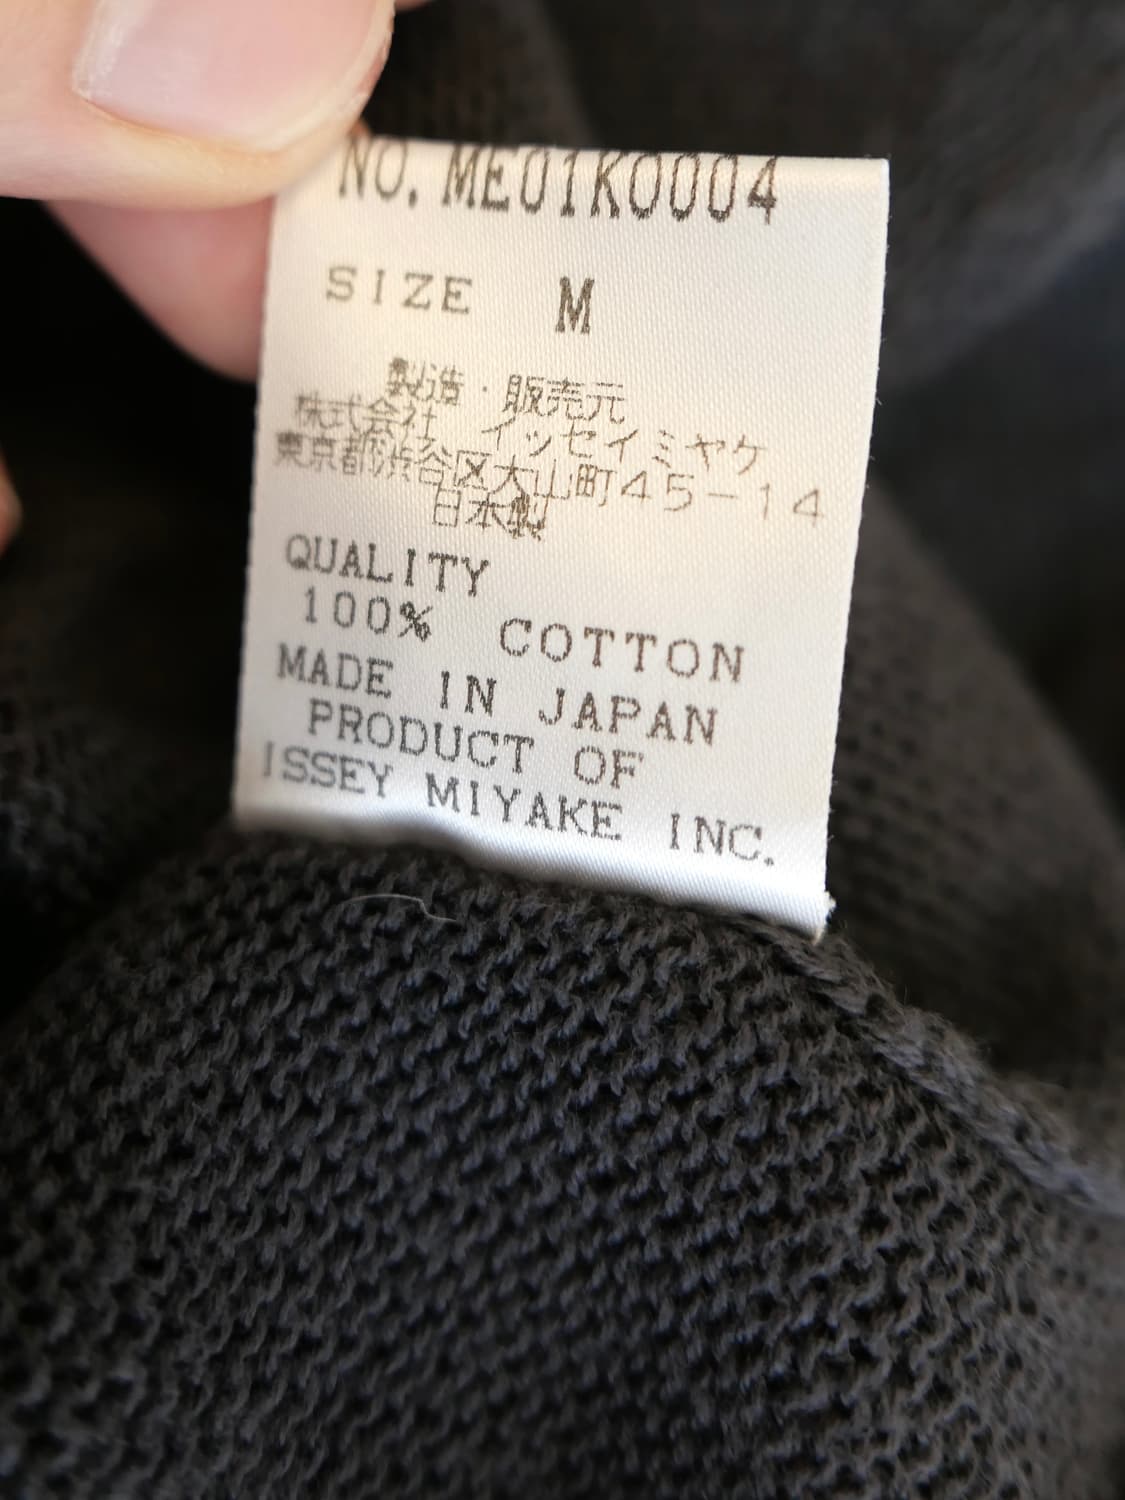 NO. ME01K0004
SIZE M
製造・販売元
株式会社 イッセイミヤケ
東京都渋谷区大山町45-14
日本製
QUALITY
100% COTTON
MADE IN JAPAN
PRODUCT OF
ISSEY MIYAKE INC.